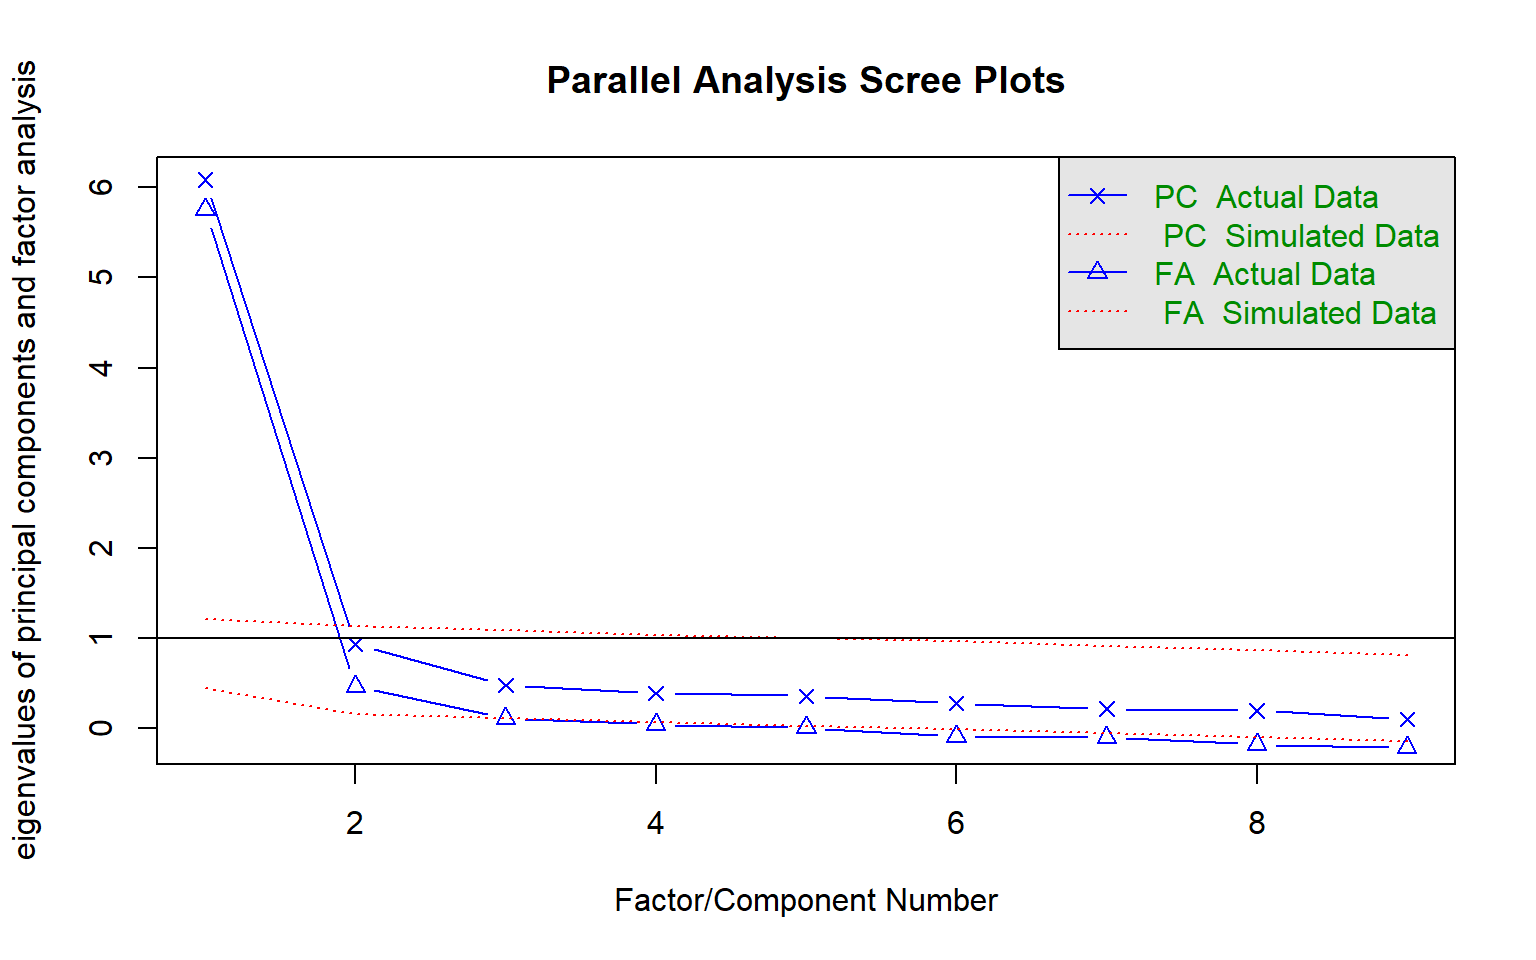 Parallel Analysis Scree Plots
eigenvalues of principal components and factor analysis
6
5
4
3
2
1
0
PC Actual Data
PC Simulated Data
FA Actual Data
FA Simulated Data
2 4 6 8
Factor/Component Number